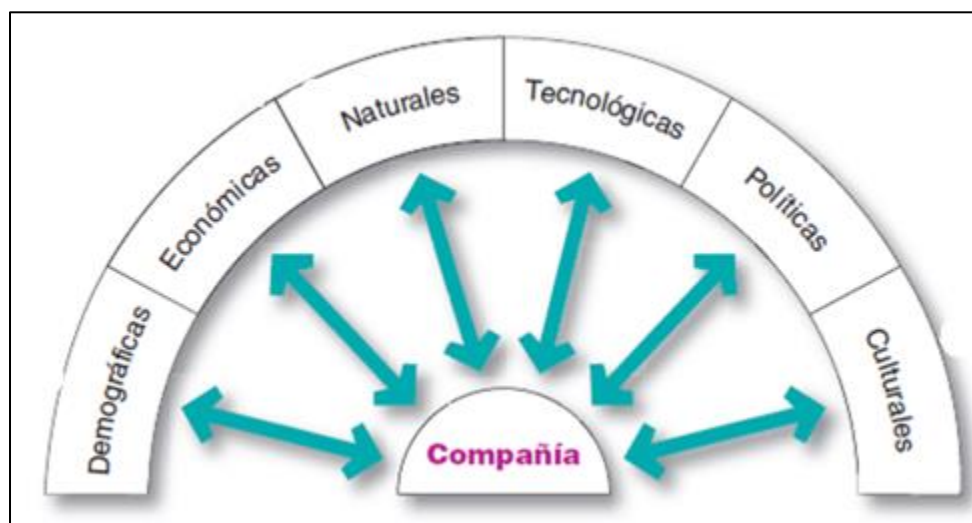 Demográficas
Económicas
Naturales
Tecnológicas
Políticas
Culturales
Compañía